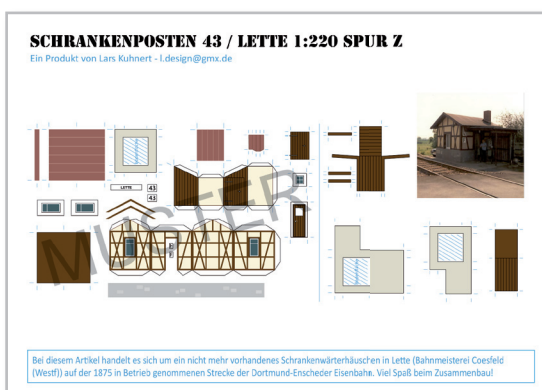 SCHRANKENPOSTEN 43 / LETTE 1:220 SPUR Z
Ein Produkt von Lars Kuhnert - l.design@gmx.de
LETTE
43
43
MUSTER
Bei diesem Artikel handelt es sich um ein nicht mehr vorhandenes Schrankenwärterhäuschen in Lette (Bahnmeisterei Coesfeld
(Westf)) auf der 1875 in Betrieb genommenen Strecke der Dortmund-Enscheder Eisenbahn. Viel Spaß beim Zusammenbau!